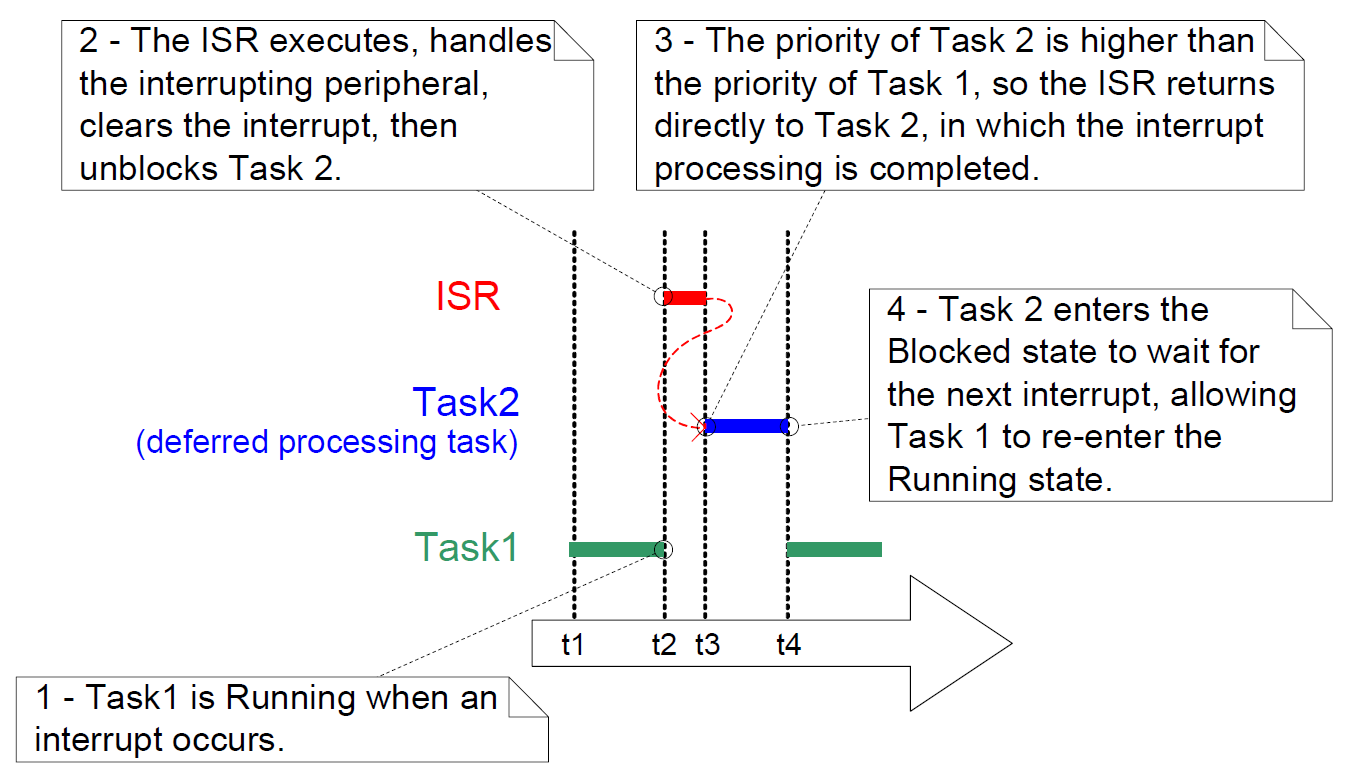 2 - The ISR executes, handles
the interrupting peripheral,
clears the interrupt, then
unblocks Task 2.
3 - The priority of Task 2 is higher than
the priority of Task 1, so the ISR returns
directly to Task 2, in which the interrupt
processing is completed.
ISR
Task2
(deferred processing task)
4 - Task 2 enters the
Blocked state to wait for
the next interrupt, allowing
Task 1 to re-enter the
Running state.
Task1
t1 t2 t3 t4
1 - Task1 is Running when an
interrupt occurs.